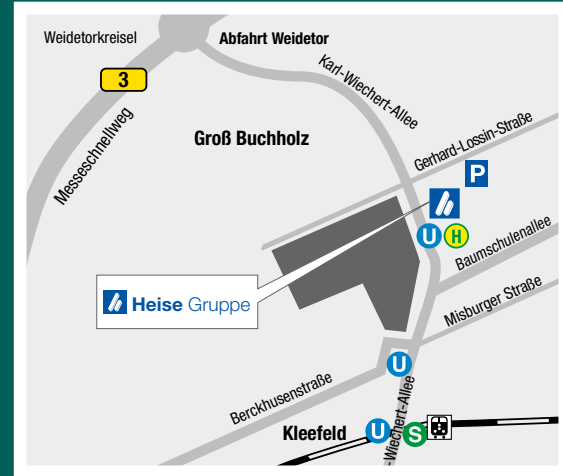 Weidetorkreisel
Abfahrt Weidetor
3
Karl-Wiechert-Allee
Messeschnellweg
Groß Buchholz
Gerhard-Lossin-Straße
P
U
H
Baumschulenallee
Heise Gruppe
Misburger Straße
U
Berckhusenstraße
-Wiechert-Allee
Kleefeld
U
S